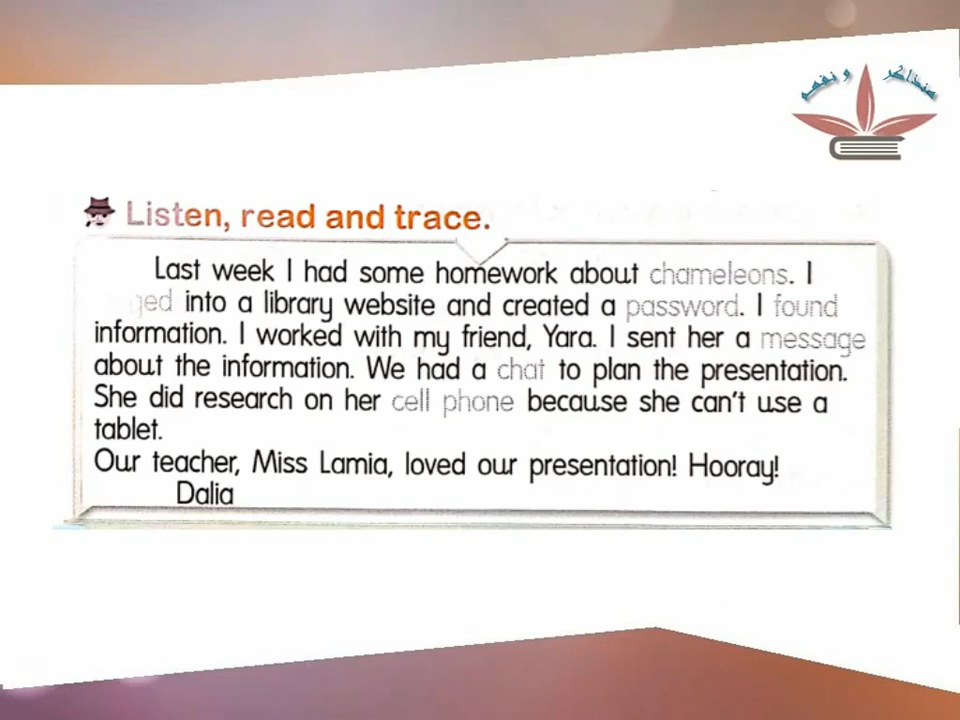 هنذاكر ونفهم
Listen, read and trace.
Last week I had some homework about chameleons. I
into a library website and created a password. I found
information. I worked with my friend, Yara. I sent her a message
about the information. We had a chat to plan the presentation.
She did research on her cell phone because she can't use a
tablet.
Our teacher, Miss Lamia, loved our presentation! Hooray!
Dalia